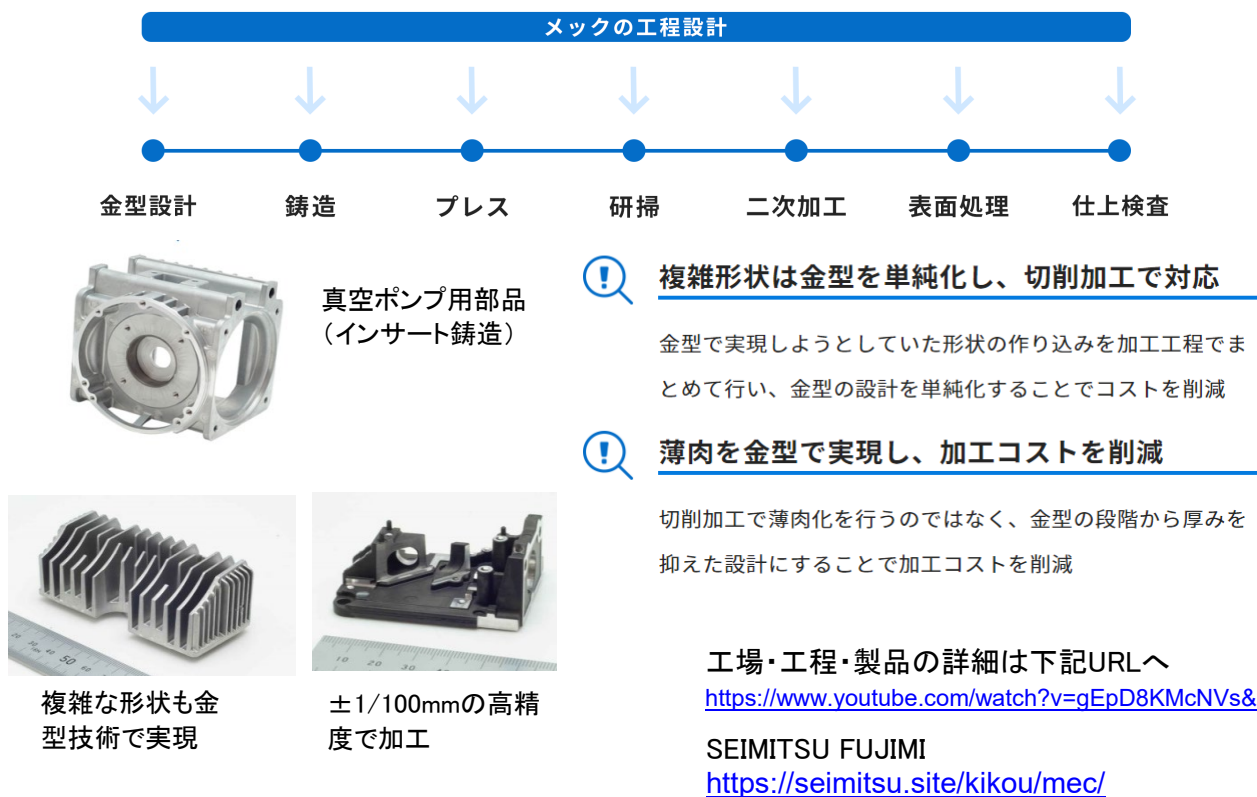 メックの工程設計
金型設計
鋳造
プレス
研掃
二次加工
表面処理
仕上検査
真空ポンプ用部品
（インサート鋳造）
複雑形状は金型を単純化し、切削加工で対応
金型で実現しようとしていた形状の作り込みを加工工程でま
とめて行い、金型の設計を単純化することでコストを削減
薄肉を金型で実現し、加工コストを削減
切削加工で薄肉化を行うのではなく、金型の段階から厚みを
抑えた設計にすることで加工コストを削減
複雑な形状も金
型技術で実現
±1/100mmの高精
度で加工
工場・工程・製品の詳細は下記URLへ
https://www.youtube.com/watch?v=gEpD8KMcNVs&
SEIMITSU FUJIMI
https://seimitsu.site/kikou/mec/